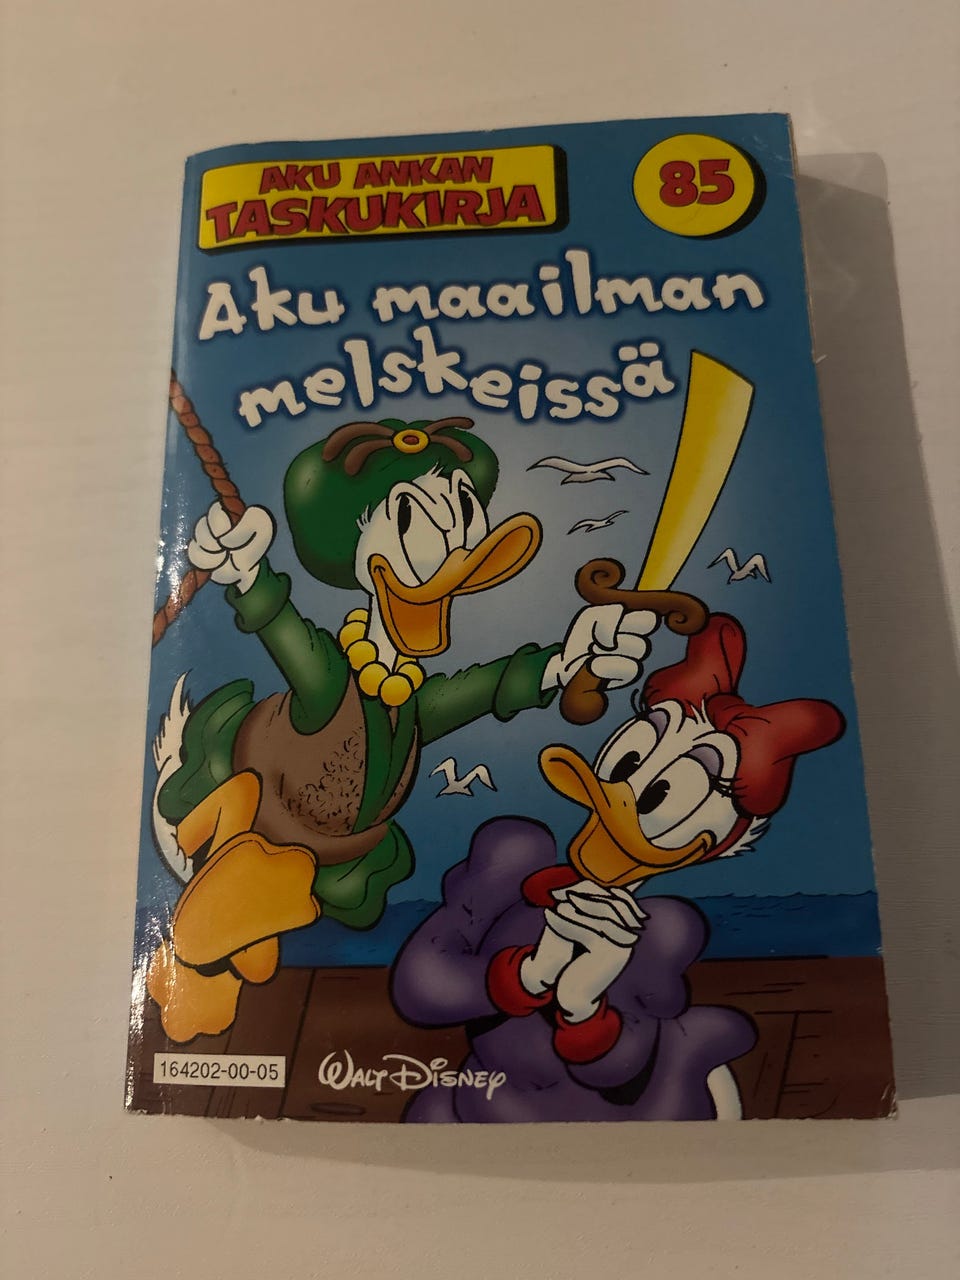 AKU ANKAN
TASKUKIRJA
85
Aku maailman
melskeissä
164202-00-05
WALT DISNEY